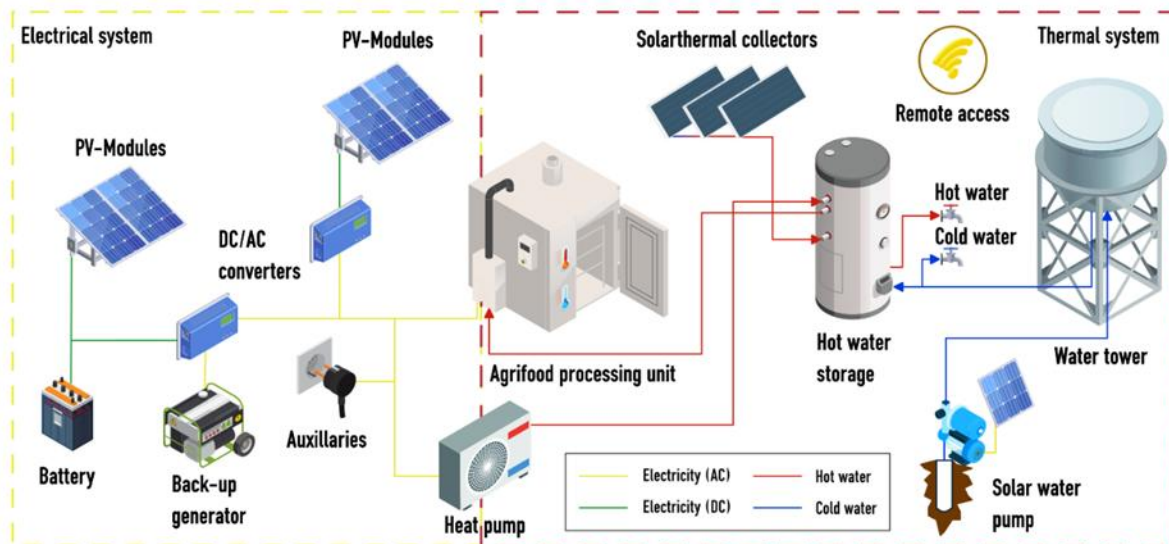 Electrical system
PV-Modules
Solarthermal collectors
Thermal system
Remote access
PV-Modules
Hot water
Cold water
DC/AC
converters
Agrifood processing unit
Hot water
storage
Water tower
Auxillaries
Battery
Back-up
generator
Heat pump
Electricity (AC)
Hot water
Electricity (DC)
Cold water
Solar water
pump